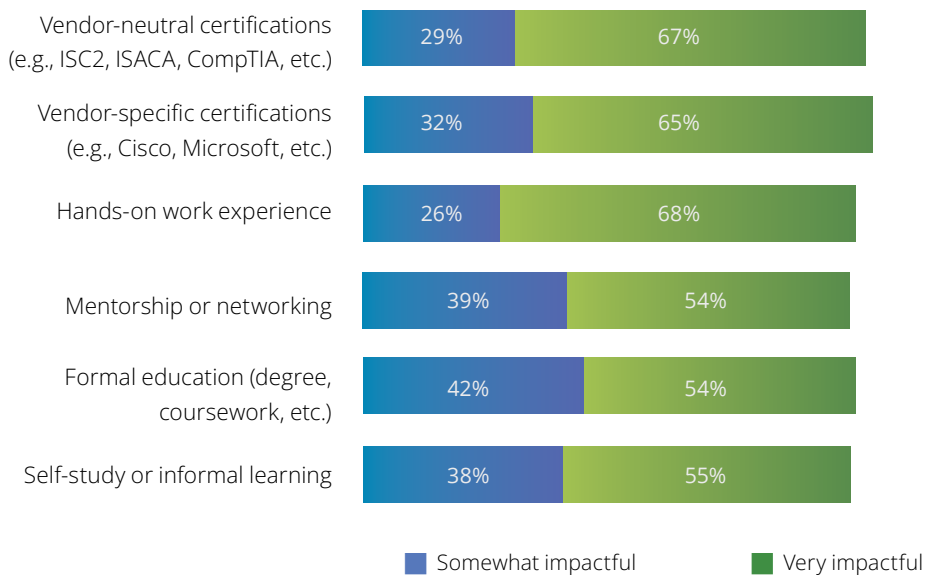 Vendor-neutral certifications
(e.g., ISC2, ISACA, CompTIA, etc.)
29% 67%
Vendor-specific certifications
(e.g., Cisco, Microsoft, etc.)
32% 65%
Hands-on work experience
26% 68%
Mentorship or networking
39% 54%
Formal education (degree,
coursework, etc.)
42% 54%
Self-study or informal learning
38% 55%
Somewhat impactful Very impactful